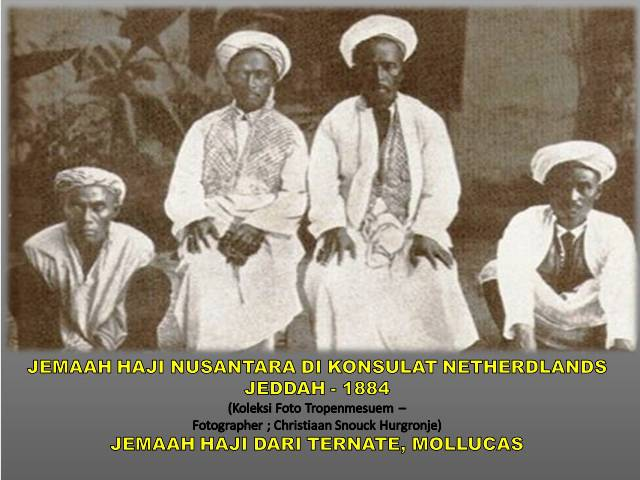 JEMAAH HAJI NUSANTARA DI KONSULAT NETHERDLANDS
JEDDAH - 1884
(Koleksi Foto Tropenmesuem –
Fotographer ; Christiaan Snouck Hurgronje)
JEMAAH HAJI DARI TERNATE, MOLLUCAS